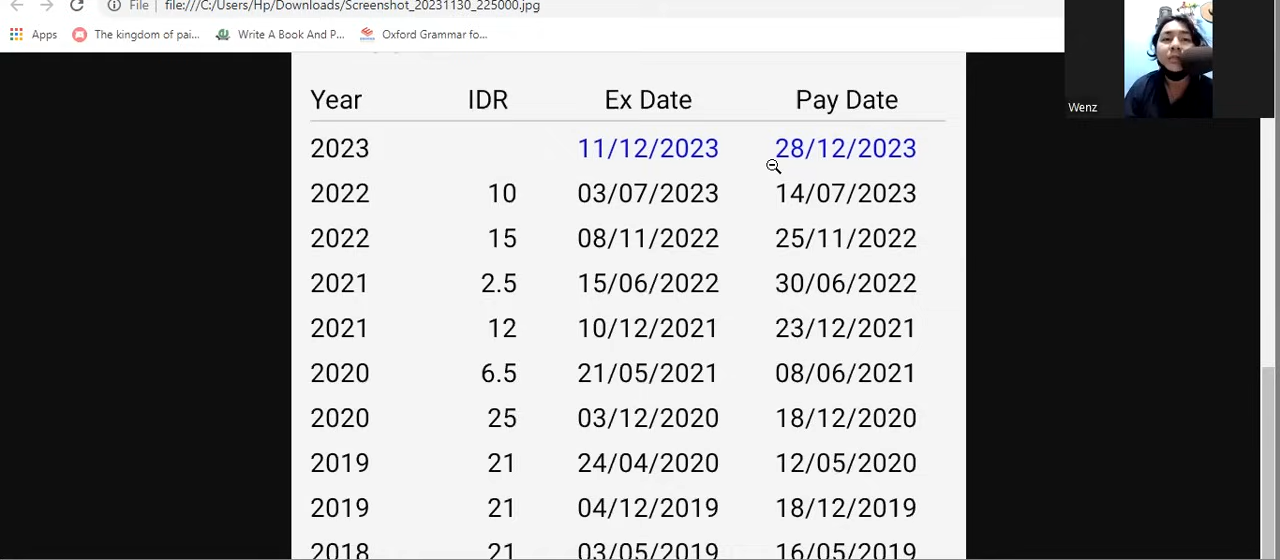 File | file:///C:/Users/Hp/Downloads/Screenshot_20231130_225000.jpg
Apps The kingdom of pai... Write A Book And P... Oxford Grammar fo...
Wenz
Year IDR Ex Date Pay Date
2023 11/12/2023 28/12/2023
2022 10 03/07/2023 14/07/2023
2022 15 08/11/2022 25/11/2022
2021 2.5 15/06/2022 30/06/2022
2021 12 10/12/2021 23/12/2021
2020 6.5 21/05/2021 08/06/2021
2020 25 03/12/2020 18/12/2020
2019 21 24/04/2020 12/05/2020
2019 21 04/12/2019 18/12/2019
2018 21 03/05/2019 16/05/2019